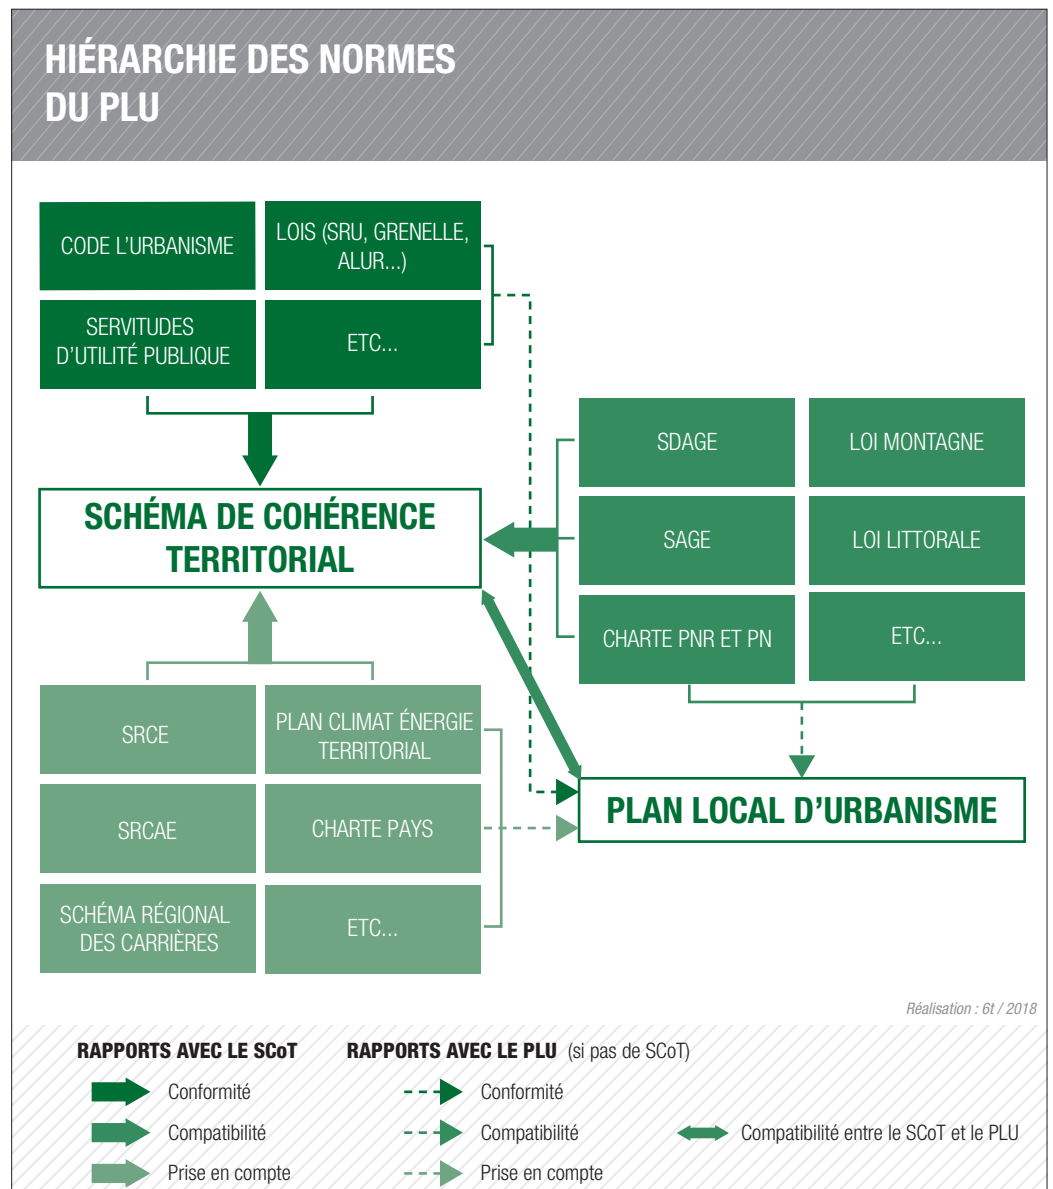 HIÉRARCHIE DES NORMES
DU PLU
CODE L'URBANISME
LOIS (SRU, GRENELLE,
ALUR...)
SERVITUDES
D'UTILITÉ PUBLIQUE
ETC...
SCHÉMA DE COHÉRENCE
TERRITORIAL
SDAGE
LOI MONTAGNE
SAGE
LOI LITTORALE
CHARTE PNR ET PN
ETC...
SRCE
PLAN CLIMAT ÉNERGIE
TERRITORIAL
SRCAE
CHARTE PAYS
SCHÉMA RÉGIONAL
DES CARRIÈRES
ETC...
PLAN LOCAL D'URBANISME
Réalisation : 6t / 2018
RAPPORTS AVEC LE SCoT
Conformité
Compatibilité
Prise en compte
RAPPORTS AVEC LE PLU (si pas de SCoT)
Conformité
Compatibilité
Prise en compte
Compatibilité entre le SCoT et le PLU